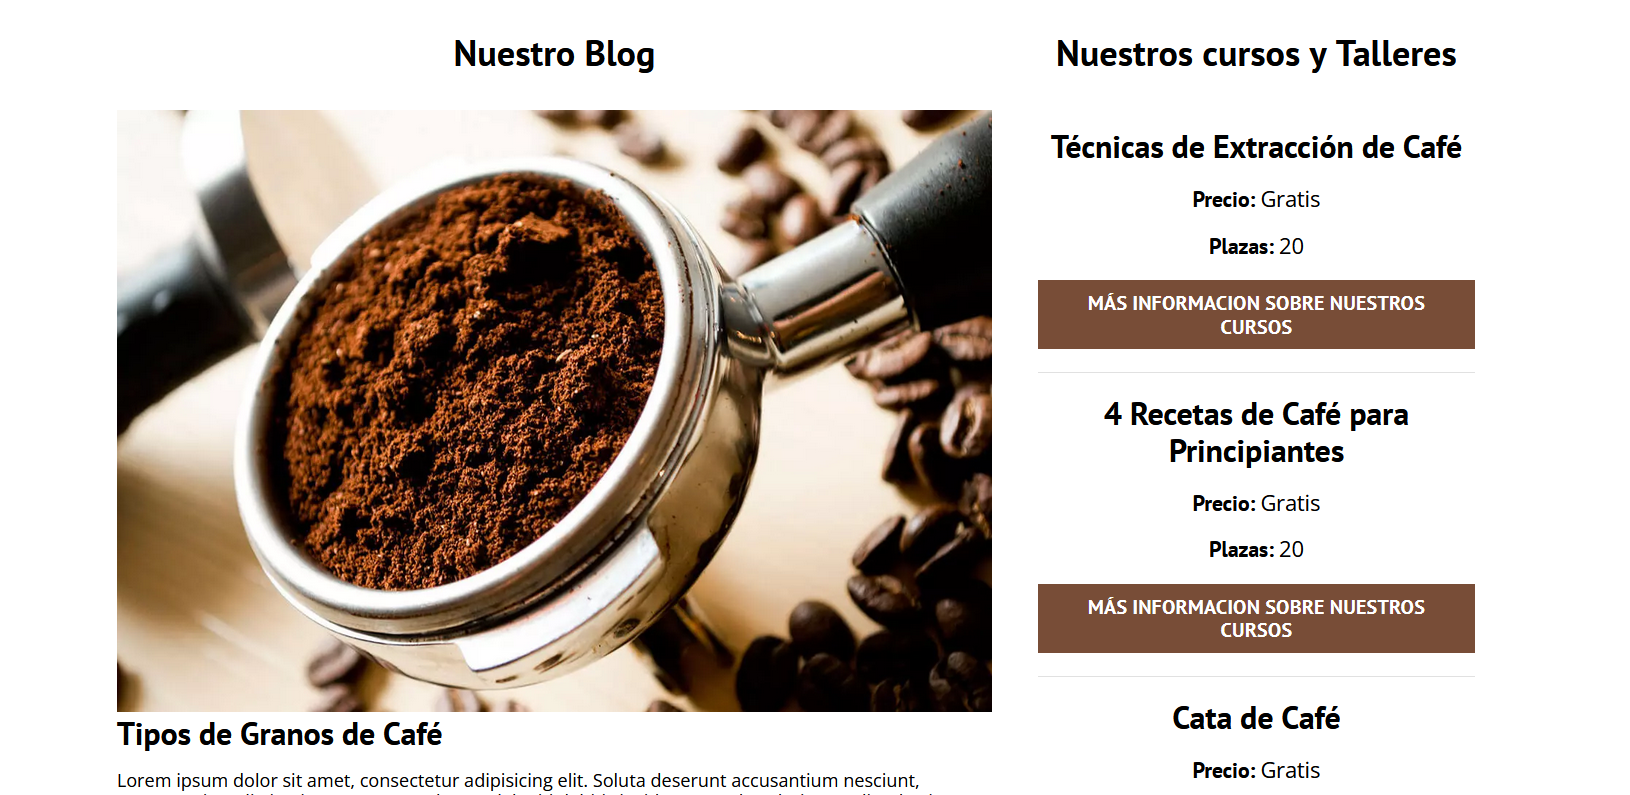 Nuestro Blog
Tipos de Granos de Café
Lorem ipsum dolor sit amet, consectetur adipisicing elit. Soluta deserunt accusantium nesciunt,
Nuestros cursos y Talleres
Técnicas de Extracción de Café
Precio: Gratis
Plazas: 20
MÁS INFORMACION SOBRE NUESTROS
CURSOS
4 Recetas de Café para
Principiantes
Precio: Gratis
Plazas: 20
MÁS INFORMACION SOBRE NUESTROS
CURSOS
Cata de Café
Precio: Gratis